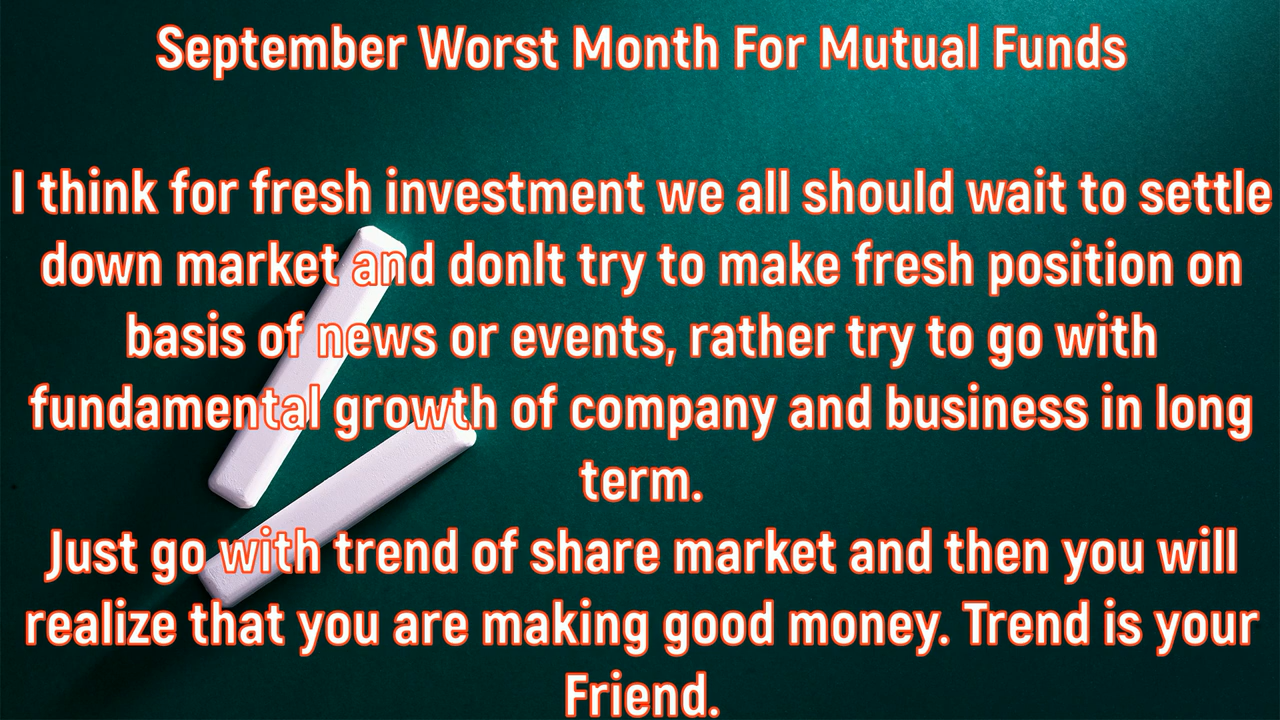 September Worst Month For Mutual Funds
I think for fresh investment we all should wait to settle
down market and donlt try to make fresh position on
basis of news or events, rather try to go with
fundamental growth of company and business in long
term.
Just go with trend of share market and then you will
realize that you are making good money. Trend is your
Friend.